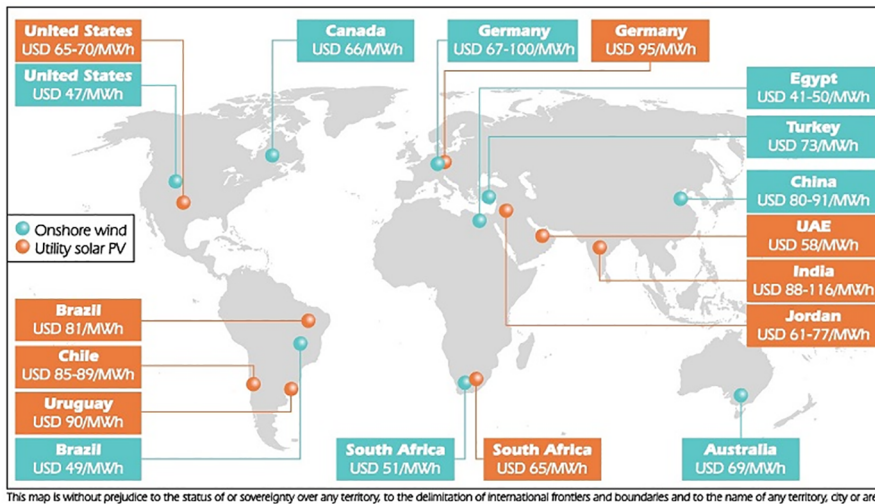 United States
USD 65-70/MWh
United States
USD 47/MWh
Canada
USD 66/MWh
Germany
USD 67-100/MWh
Germany
USD 95/MWh
Egypt
USD 41-50/MWh
Turkey
USD 73/MWh
China
USD 80-91/MWh
UAE
USD 58/MWh
India
USD 88-116/MWh
Jordan
USD 61-77/MWh
Onshore wind
Utility solar PV
Brazil
USD 81/MWh
Chile
USD 85-89/MWh
Uruguay
USD 90/MWh
Brazil
USD 49/MWh
South Africa
USD 51/MWh
South Africa
USD 65/MWh
Australia
USD 69/MWh
This map is without prejudice to the status of or sovereignty over any territory, to the delimitation of international frontiers and boundaries and to the name of any territory, city or are